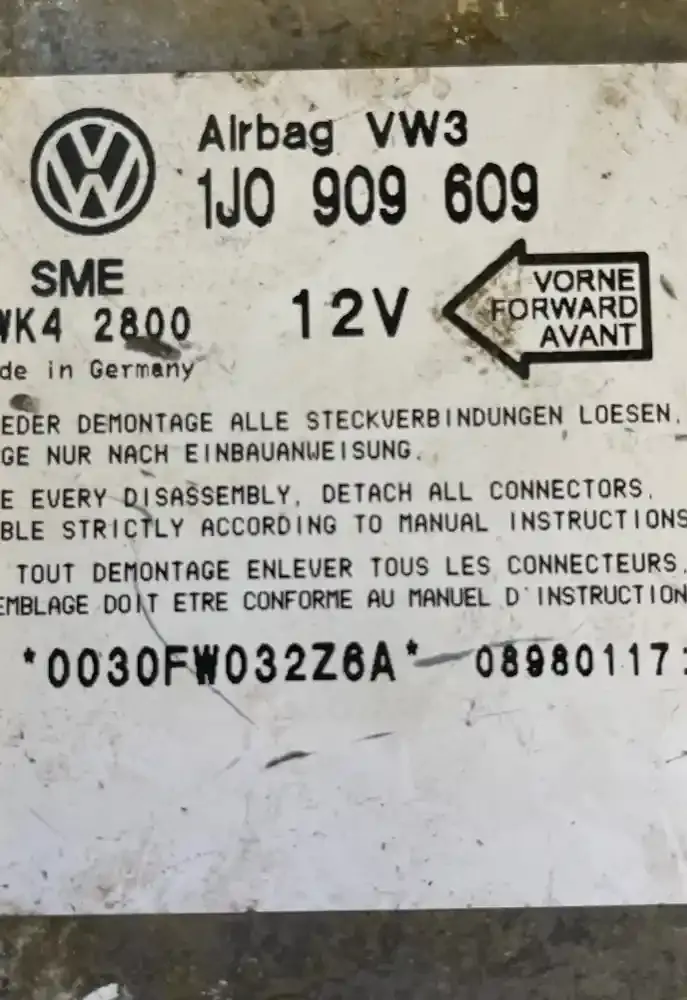 Airbag VW3
1J0 909 609
SME
WK4 2800
12V
VORNE
FORWARD
AVANT
de in Germany
EDER DEMONTAGE ALLE STECKVERBINDUNGEN LOESEN.
GE NUR NACH EINBAUANWEISUNG.
E EVERY DISASSEMBLY, DETACH ALL CONNECTORS.
BLE STRICTLY ACCORDING TO MANUAL INSTRUCTIONS
TOUT DEMONTAGE ENLEVER TOUS LES CONNECTEURS.
EMBLAGE DOIT ETRE CONFORME AU MANUEL D'INSTRUCTION
*0030FW032Z6A* 08980117